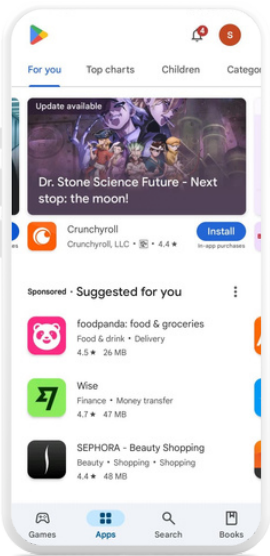 4
S
For you Top charts Children Catego
Update available
Dr. Stone Science Future - Next
stop: the moon!
Crunchyroll
Crunchyroll, LLC • 4.4 ★
Install
In-app purchases
Sponsored · Suggested for you
foodpanda: food & groceries
Food & drink • Delivery
4.5 ★ 26 MB
Wise
Finance • Money transfer
4.7 ★ 47 MB
SEPHORA - Beauty Shopping
Beauty • Shopping • Shopping
4.4 ★ 48 MB
Games Apps Search Books